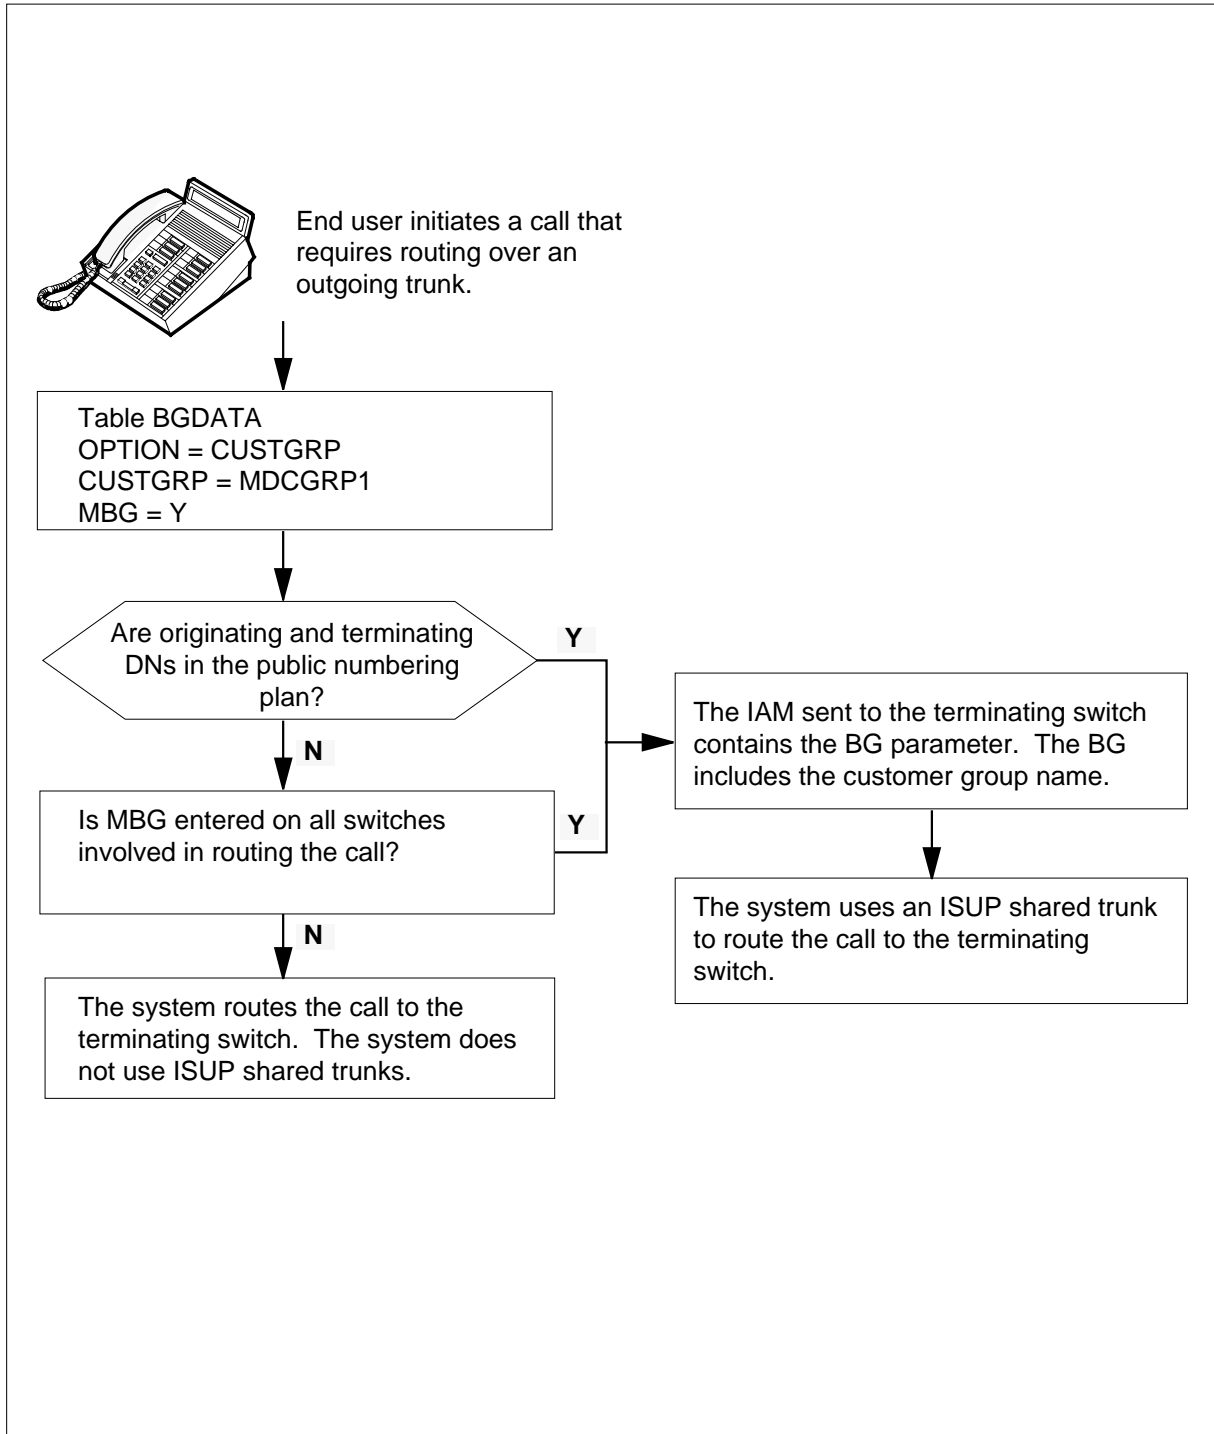 End user initiates a call that
requires routing over an
outgoing trunk.
Table BGDATA
OPTION = CUSTGRP
CUSTGRP = MDCGRP1
MBG = Y
Are originating and terminating
DNs in the public numbering
plan?
Y
N
Is MBG entered on all switches
involved in routing the call?
Y
N
The system routes the call to the
terminating switch.  The system does
not use ISUP shared trunks.
The IAM sent to the terminating switch
contains the BG parameter.  The BG
includes the customer group name.
The system uses an ISUP shared trunk
to route the call to the terminating
switch.